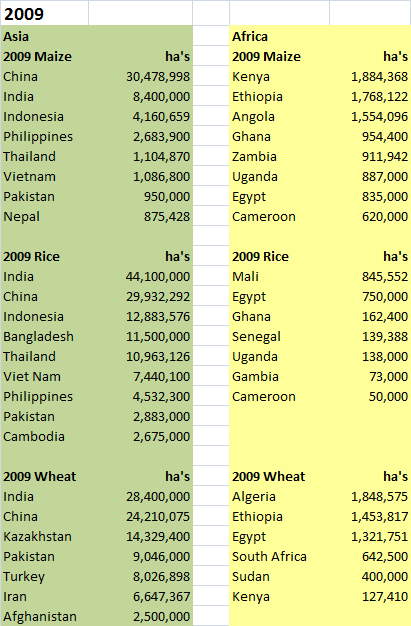 2009
Asia Africa
2009 Maize ha's 2009 Maize ha's
China 30,478,998 Kenya 1,884,368
India 8,400,000 Ethiopia 1,768,122
Indonesia 4,160,659 Angola 1,554,096
Philippines 2,683,900 Ghana 954,400
Thailand 1,104,870 Zambia 911,942
Vietnam 1,086,800 Uganda 887,000
Pakistan 950,000 Egypt 835,000
Nepal 875,428 Cameroon 620,000
2009 Rice ha's 2009 Rice ha's
India 44,100,000 Mali 845,552
China 29,932,292 Egypt 750,000
Indonesia 12,883,576 Ghana 162,400
Bangladesh 11,500,000 Senegal 139,388
Thailand 10,963,126 Uganda 138,000
Viet Nam 7,440,100 Gambia 73,000
Philippines 4,532,300 Cameroon 50,000
Pakistan 2,883,000
Cambodia 2,675,000
2009 Wheat ha's 2009 Wheat ha's
India 28,400,000 Algeria 1,848,575
China 24,210,075 Ethiopia 1,453,817
Kazakhstan 14,329,400 Egypt 1,321,751
Pakistan 9,046,000 South Africa 642,500
Turkey 8,026,898 Sudan 400,000
Iran 6,647,367 Kenya 127,410
Afghanistan 2,500,000